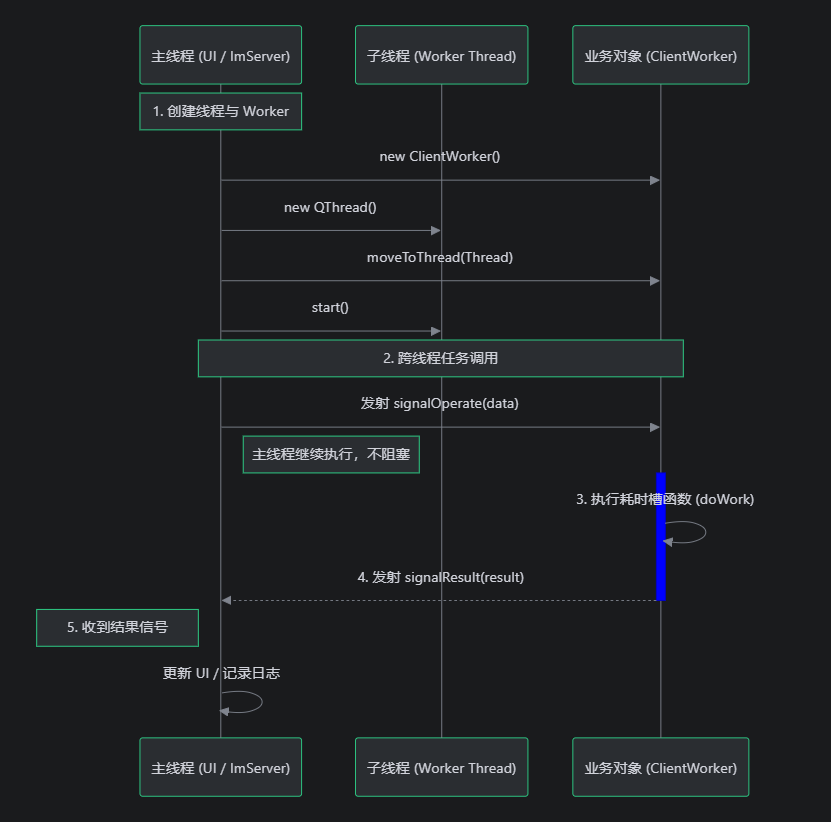 主线程 (UI / ImServer)
子线程 (Worker Thread)
业务对象 (ClientWorker)
1. 创建线程与 Worker
new ClientWorker()
new QThread()
moveToThread(Thread)
start()
2. 跨线程任务调用
发射 signalOperate(data)
主线程继续执行，不阻塞
3. 执行耗时槽函数 (doWork)
4. 发射 signalResult(result)
5. 收到结果信号
更新 UI / 记录日志
主线程 (UI / ImServer)
子线程 (Worker Thread)
业务对象 (ClientWorker)